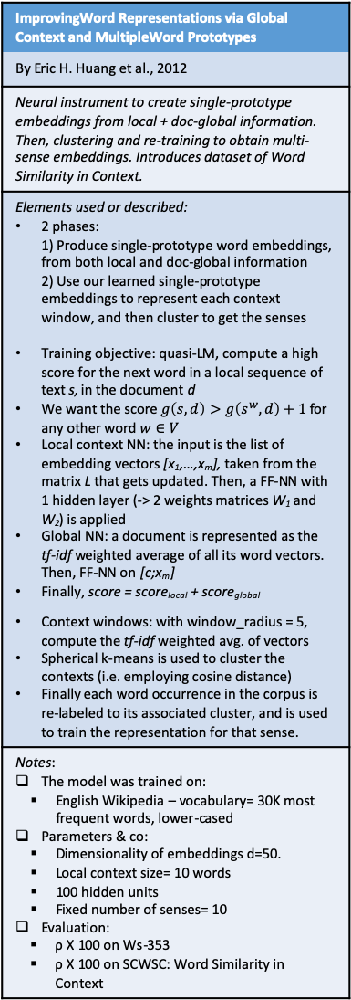 ImprovingWord Representations via Global
Context and MultipleWord Prototypes
By Eric H. Huang et al., 2012
Neural instrument to create single-prototype
embeddings from local + doc-global information.
Then, clustering and re-training to obtain multi-
sense embeddings. Introduces dataset of Word
Similarity in Context.
Elements used or described:
• 2 phases:
1) Produce single-prototype word embeddings,
from both local and doc-global information
2) Use our learned single-prototype
embeddings to represent each context
window, and then cluster to get the senses
• Training objective: quasi-LM, compute a high
score for the next word in a local sequence of
text s, in the document d
• We want the score g(s, d) > g(sʷ, d) + 1 for
any other word w ∈ V
• Local context NN: the input is the list of
embedding vectors [x₁,…,xₘ], taken from the
matrix L that gets updated. Then, a FF-NN with
1 hidden layer (-> 2 weights matrices W₁ and
W₂) is applied
• Global NN: a document is represented as the
tf-idf weighted average of all its word vectors.
Then, FF-NN on [c;xₘ]
• Finally, score = score_local + score_global
• Context windows: with window_radius = 5,
compute the tf-idf weighted avg. of vectors
• Spherical k-means is used to cluster the
contexts (i.e. employing cosine distance)
• Finally each word occurrence in the corpus is
re-labeled to its associated cluster, and is used
to train the representation for that sense.
Notes:
❑ The model was trained on:
▪ English Wikipedia – vocabulary= 30K most
frequent words, lower-cased
❑ Parameters & co:
▪ Dimensionality of embeddings d=50.
▪ Local context size= 10 words
▪ 100 hidden units
▪ Fixed number of senses= 10
❑ Evaluation:
▪ ρ X 100 on Ws-353
▪ ρ X 100 on SCWSC: Word Similarity in
Context